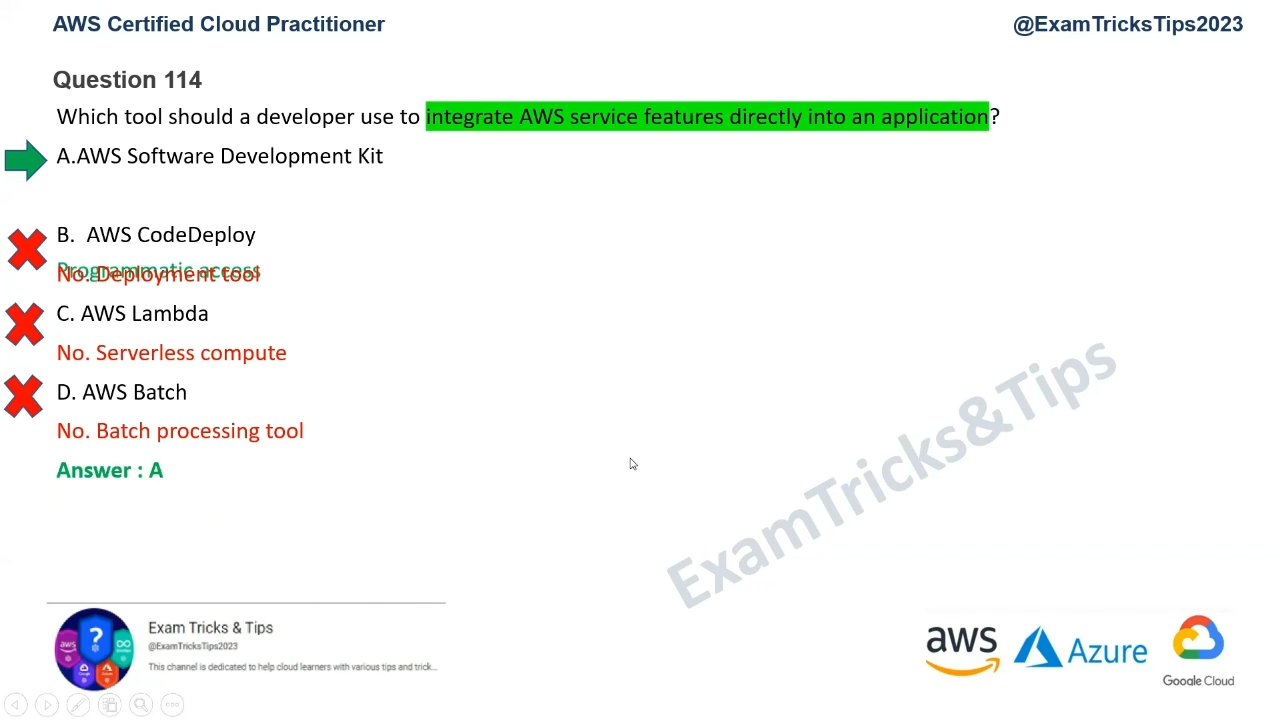 AWS Certified Cloud Practitioner
@ExamTricksTips2023
Question 114
Which tool should a developer use to integrate AWS service features directly into an application?
A.AWS Software Development Kit
B. AWS CodeDeploy
Programmatic access
No. Deployment tool
C. AWS Lambda
No. Serverless compute
D. AWS Batch
No. Batch processing tool
Answer : A
ExamTricks&Tips
Exam Tricks & Tips
@ExamTricksTips2023
This channel is dedicated to help cloud learners with various tips and trick...
aws
?
aws
Azure
Google Cloud